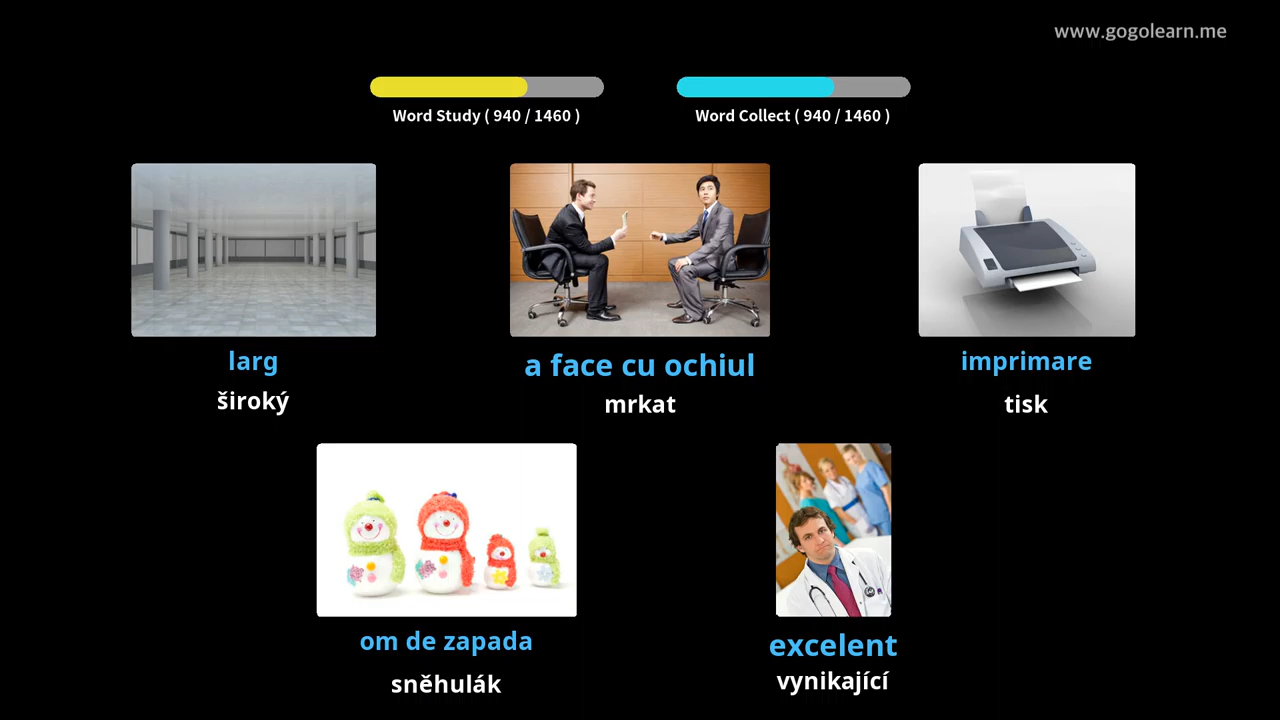 www.gogolearn.me
Word Study ( 940 / 1460 )
Word Collect ( 940 / 1460 )
larg
široký
a face cu ochiul
mrkat
imprimare
tisk
om de zapada
sněhulák
excelent
vynikající